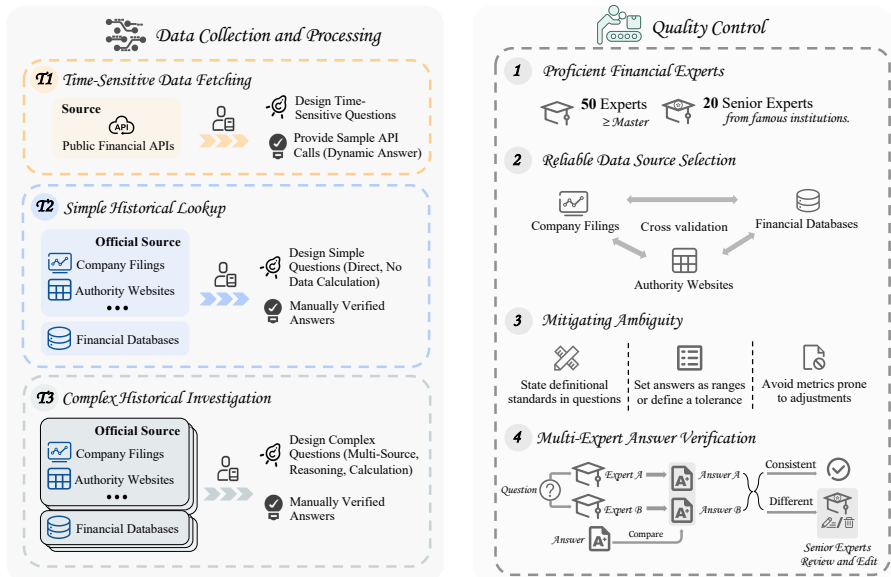 Data Collection and Processing
T1 Time-Sensitive Data Fetching
Source
API
Public Financial APIs
Design Time-
Sensitive Questions
Provide Sample API
Calls (Dynamic Answer)
T2 Simple Historical Lookup
Official Source
Company Filings
Authority Websites
•••
Financial Databases
Design Simple
Questions (Direct, No
Data Calculation)
Manually Verified
Answers
T3 Complex Historical Investigation
Official Source
Company Filings
Authority Websites
•••
Financial Databases
Design Complex
Questions (Multi-Source,
Reasoning, Calculation)
Manually Verified
Answers
Quality Control
1 Proficient Financial Experts
50 Experts
≥ Master
20 Senior Experts
from famous institutions.
2 Reliable Data Source Selection
Company Filings
Cross validation
Financial Databases
Authority Websites
3 Mitigating Ambiguity
State definitional
standards in questions
Set answers as ranges
or define a tolerance
Avoid metrics prone
to adjustments
4 Multi-Expert Answer Verification
Question
?
Expert A
A+
Answer A
Expert B
A+
Answer B
Answer
A+
Compare
Consistent
Different
Senior Experts
Review and Edit